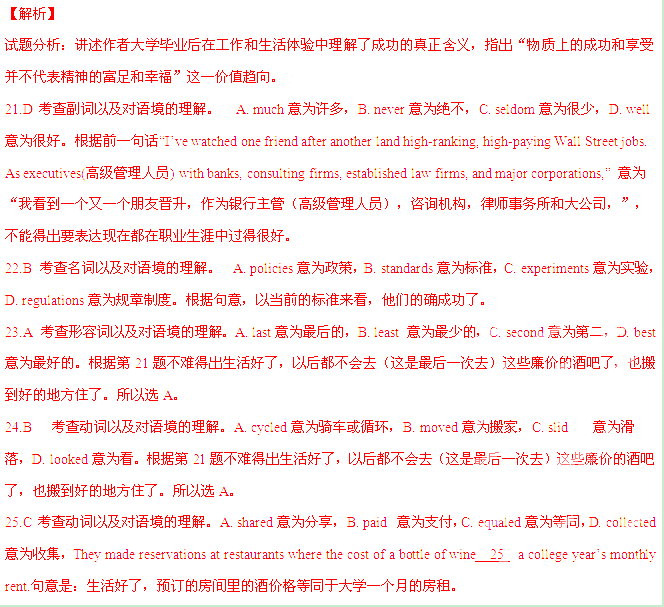 【解析】
试题分析：讲述作者大学毕业后在工作和生活体验中理解了成功的真正含义，指出“物质上的成功和享受
并不代表精神的富足和幸福”这一价值趋向。
21.D 考查副词以及对语境的理解。 A. much 意为许多，B. never 意为绝不，C. seldom 意为很少，D. well
意为很好。根据前一句话“I’ve watched one friend after another land high-ranking, high-paying Wall Street jobs.
As executives(高级管理人员) with banks, consulting firms, established law firms, and major corporations,” 意为
“我看到一个又一个朋友晋升，作为银行主管（高级管理人员），咨询机构，律师事务所和大公司，”，
不能得出要表达现在都在职业生涯中过得很好。
22.B 考查名词以及对语境的理解。 A. policies 意为政策，B. standards 意为标准，C. experiments 意为实验，
D. regulations 意为规章制度。根据句意，以当前的标准来看，他们的确成功了。
23.A 考查形容词以及对语境的理解。A. last 意为最后的，B. least 意为最少的，C. second 意为第二，D. best
意为最好的。根据第 21 题不难得出生活好了，以后都不会去（这是最后一次去）这些廉价的酒吧了，也搬
到好的地方住了。所以选 A。
24.B 考查动词以及对语境的理解。A. cycled 意为骑车或循环，B. moved 意为搬家，C. slid 意为滑
落，D. looked 意为看。根据第 21 题不难得出生活好了，以后都不会去（这是最后一次去）这些廉价的酒吧
了，也搬到好的地方住了。所以选 A。
25.C 考查动词以及对语境的理解。A. shared 意为分享，B. paid 意为支付，C. equaled 意为等同，D. collected
意为收集，They made reservations at restaurants where the cost of a bottle of wine 25 a college year’s monthly
rent.句意是：生活好了，预订的房间里的酒价格等同于大学一个月的房租。